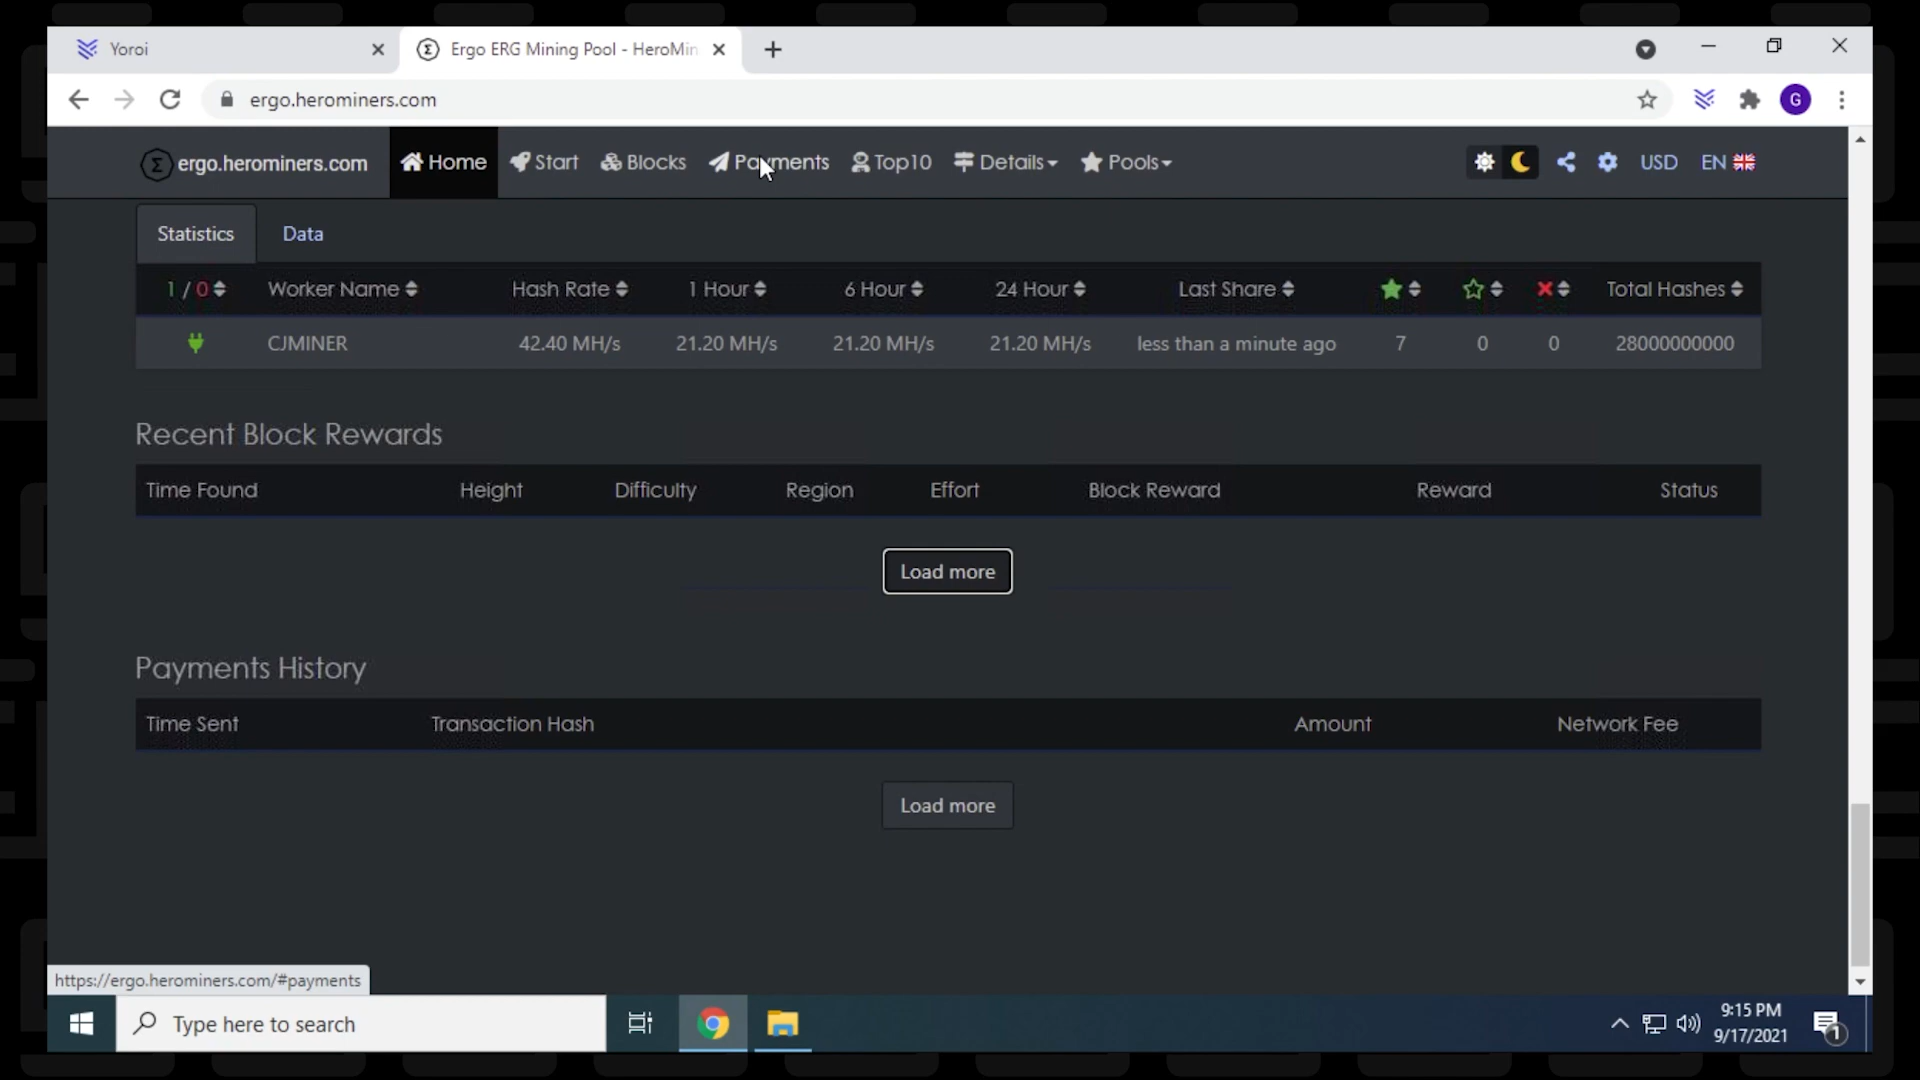 Yoroi
Ergo ERG Mining Pool - HeroMin
ergo.herominers.com
G
ergo.herominers.com Home Start Blocks Payments Top10 Details Pools USD EN
Statistics Data
1 / 0 Worker Name Hash Rate 1 Hour 6 Hour 24 Hour Last Share Total Hashes
CJMINER 42.40 MH/s 21.20 MH/s 21.20 MH/s 21.20 MH/s less than a minute ago 7 0 0 28000000000
Recent Block Rewards
Time Found Height Difficulty Region Effort Block Reward Reward Status
Load more
Payments History
Time Sent Transaction Hash Amount Network Fee
Load more
https://ergo.herominers.com/#payments
Type here to search
9:15 PM
9/17/2021
1